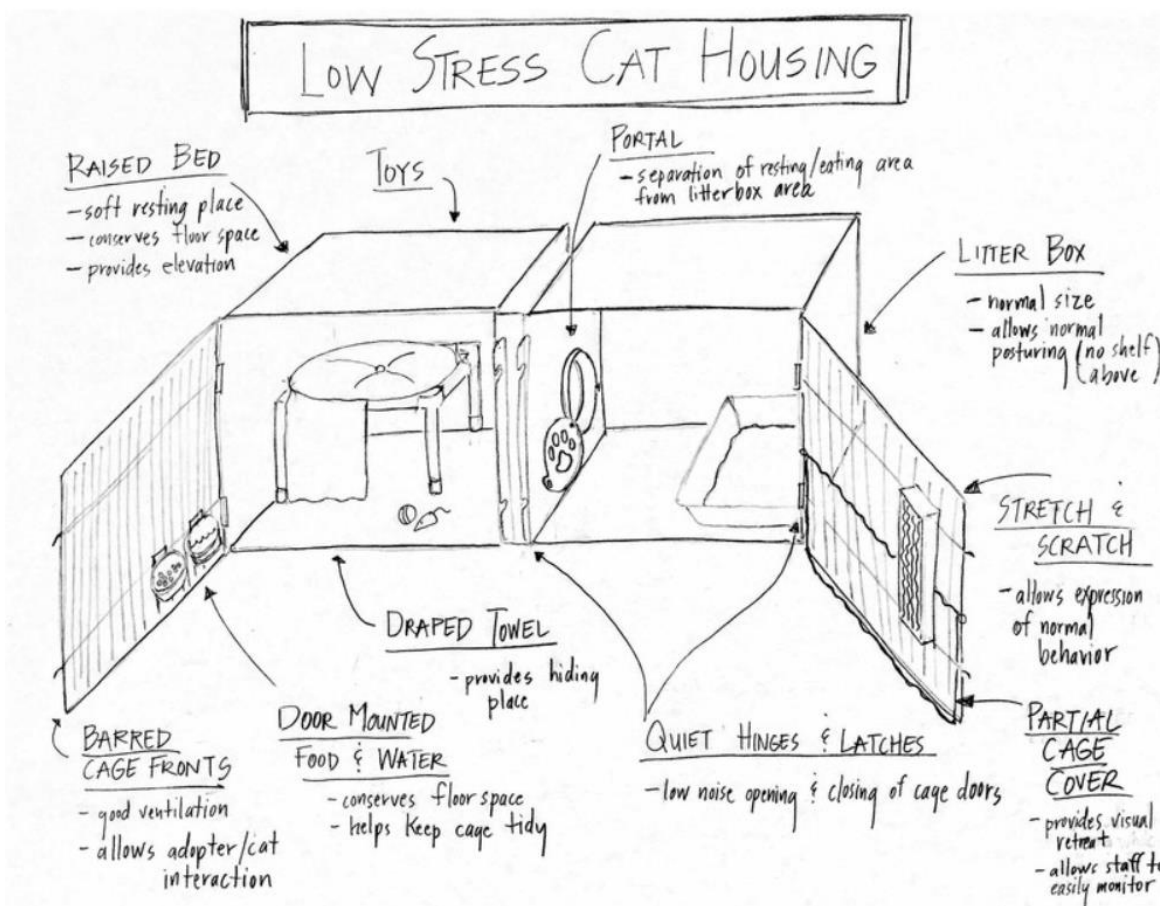 LOW STRESS CAT HOUSING
RAISED BED
- soft resting place
- conserves floor space
- provides elevation
TOYS
PORTAL
- separation of resting/eating area
from litterbox area
LITTER BOX
- normal size
- allows normal
posturing (no shelf
above)
STRETCH &
SCRATCH
- allows expression
of normal
behavior
DRAPED TOWEL
- provides hiding
place
BARRED
CAGE FRONTS
- good ventilation
- allows adopter/cat
interaction
DOOR MOUNTED
FOOD & WATER
- conserves floor space
- helps keep cage tidy
QUIET HINGES & LATCHES
- low noise opening & closing of cage doors
PARTIAL
CAGE
COVER
- provides visual
retreat
- allows staff to
easily monitor